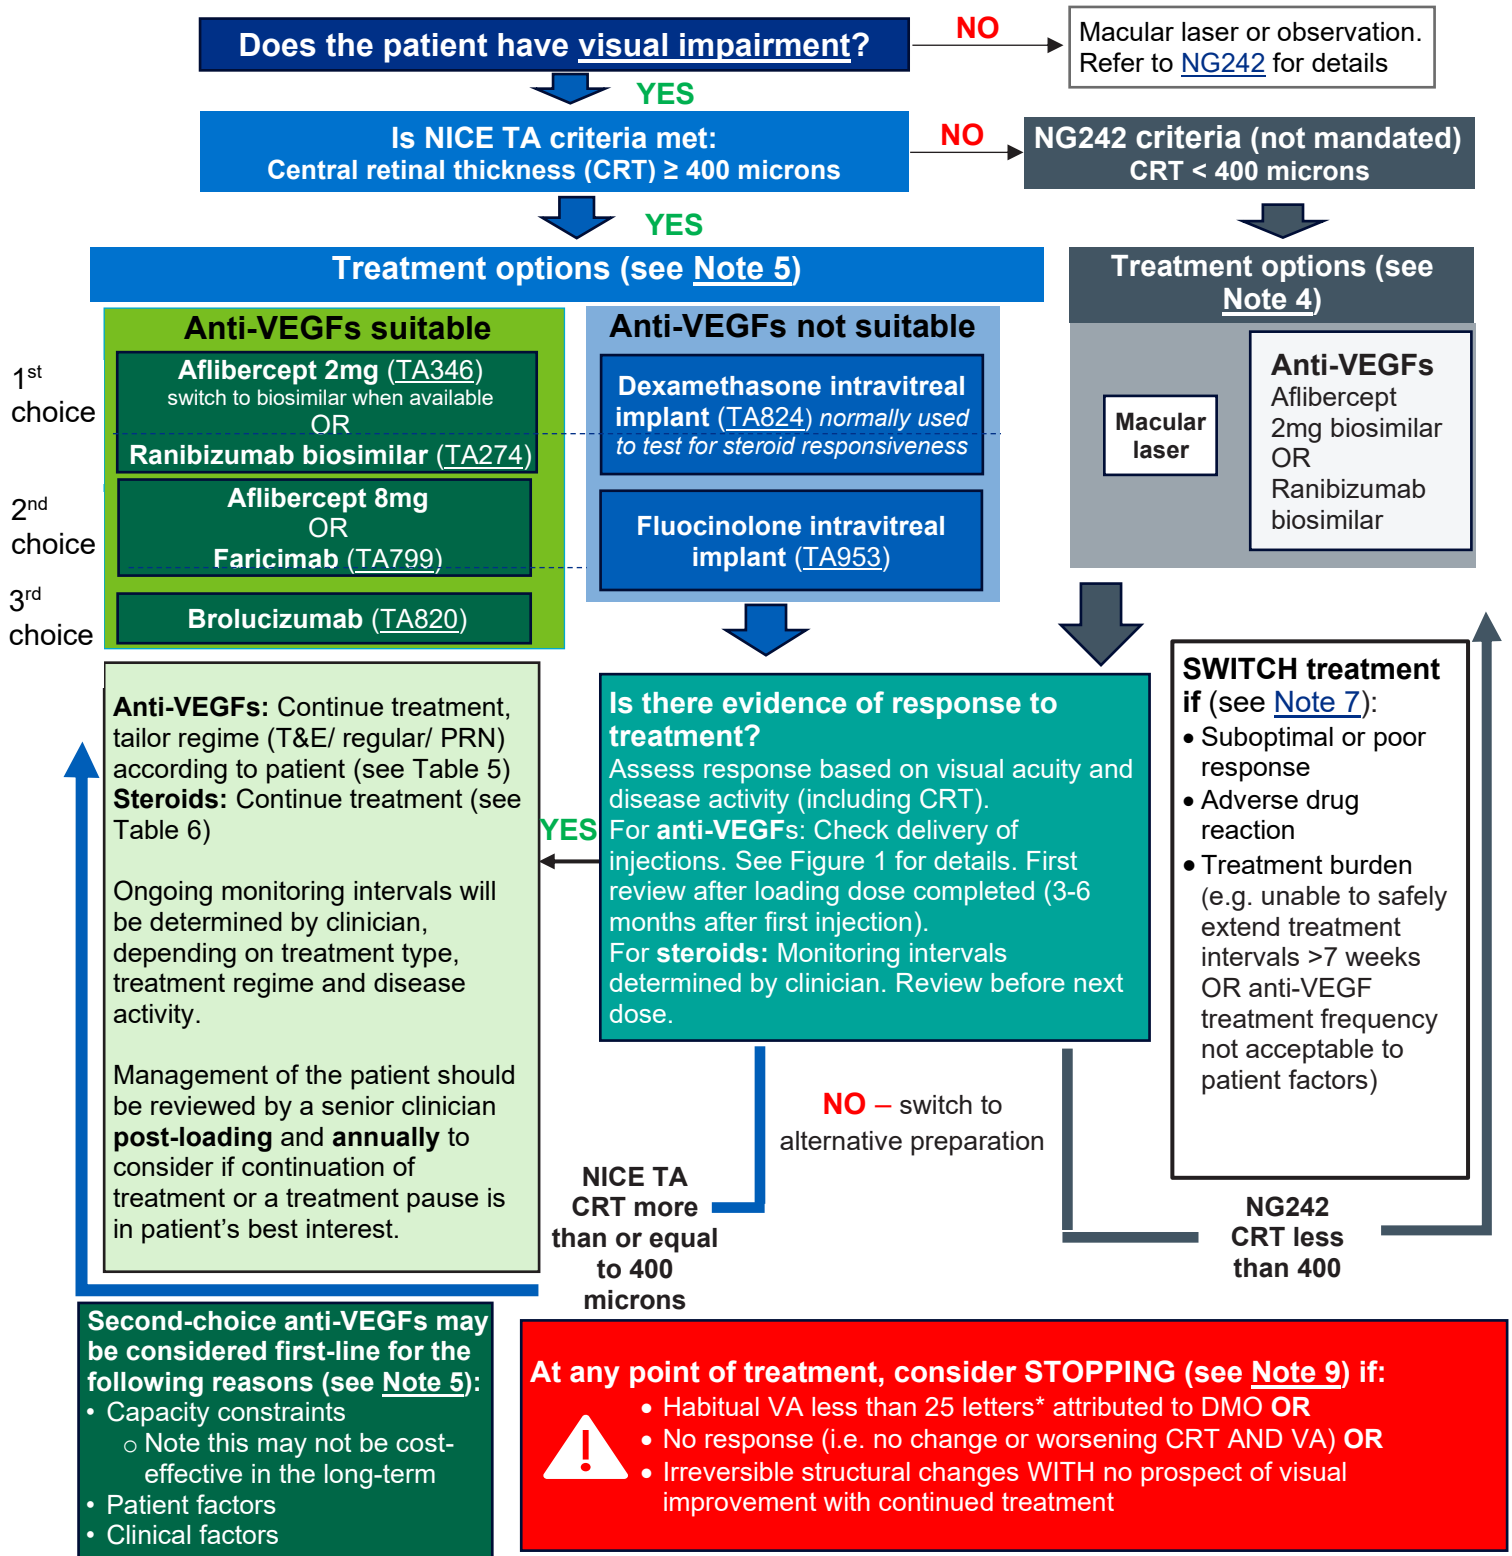 Does the patient have visual impairment?
NO
Macular laser or observation.
Refer to NG242 for details
YES
Is NICE TA criteria met:
Central retinal thickness (CRT) ≥ 400 microns
NO
NG242 criteria (not mandated)
CRT < 400 microns
YES
Treatment options (see Note 5)
Treatment options (see
Note 4)
Anti-VEGFs suitable
Anti-VEGFs not suitable
1st
choice
Aflibercept 2mg (TA346)
switch to biosimilar when available
OR
Ranibizumab biosimilar (TA274)
Dexamethasone intravitreal
implant (TA824) normally used
to test for steroid responsiveness
2nd
choice
Aflibercept 8mg
OR
Faricimab (TA799)
Fluocinolone intravitreal
implant (TA953)
3rd
choice
Brolucizumab (TA820)
Macular
laser
Anti-VEGFs
Aflibercept
2mg biosimilar
OR
Ranibizumab
biosimilar
Anti-VEGFs: Continue treatment,
tailor regime (T&E/ regular/ PRN)
according to patient (see Table 5)
Steroids: Continue treatment (see
Table 6)
Ongoing monitoring intervals will
be determined by clinician,
depending on treatment type,
treatment regime and disease
activity.
Management of the patient should
be reviewed by a senior clinician
post-loading and annually to
consider if continuation of
treatment or a treatment pause is
in patient’s best interest.
YES
Is there evidence of response to
treatment?
Assess response based on visual acuity and
disease activity (including CRT).
For anti-VEGFs: Check delivery of
injections. See Figure 1 for details. First
review after loading dose completed (3-6
months after first injection).
For steroids: Monitoring intervals
determined by clinician. Review before next
dose.
SWITCH treatment
if (see Note 7):
• Suboptimal or poor
response
• Adverse drug
reaction
• Treatment burden
(e.g. unable to safely
extend treatment
intervals >7 weeks
OR anti-VEGF
treatment frequency
not acceptable to
patient factors)
NO – switch to
alternative preparation
NICE TA
CRT more
than or equal
to 400
microns
NG242
CRT less
than 400
Second-choice anti-VEGFs may
be considered first-line for the
following reasons (see Note 5):
• Capacity constraints
o Note this may not be cost-
effective in the long-term
• Patient factors
• Clinical factors
At any point of treatment, consider STOPPING (see Note 9) if:
• Habitual VA less than 25 letters* attributed to DMO OR
• No response (i.e. no change or worsening CRT AND VA) OR
• Irreversible structural changes WITH no prospect of visual
improvement with continued treatment
!